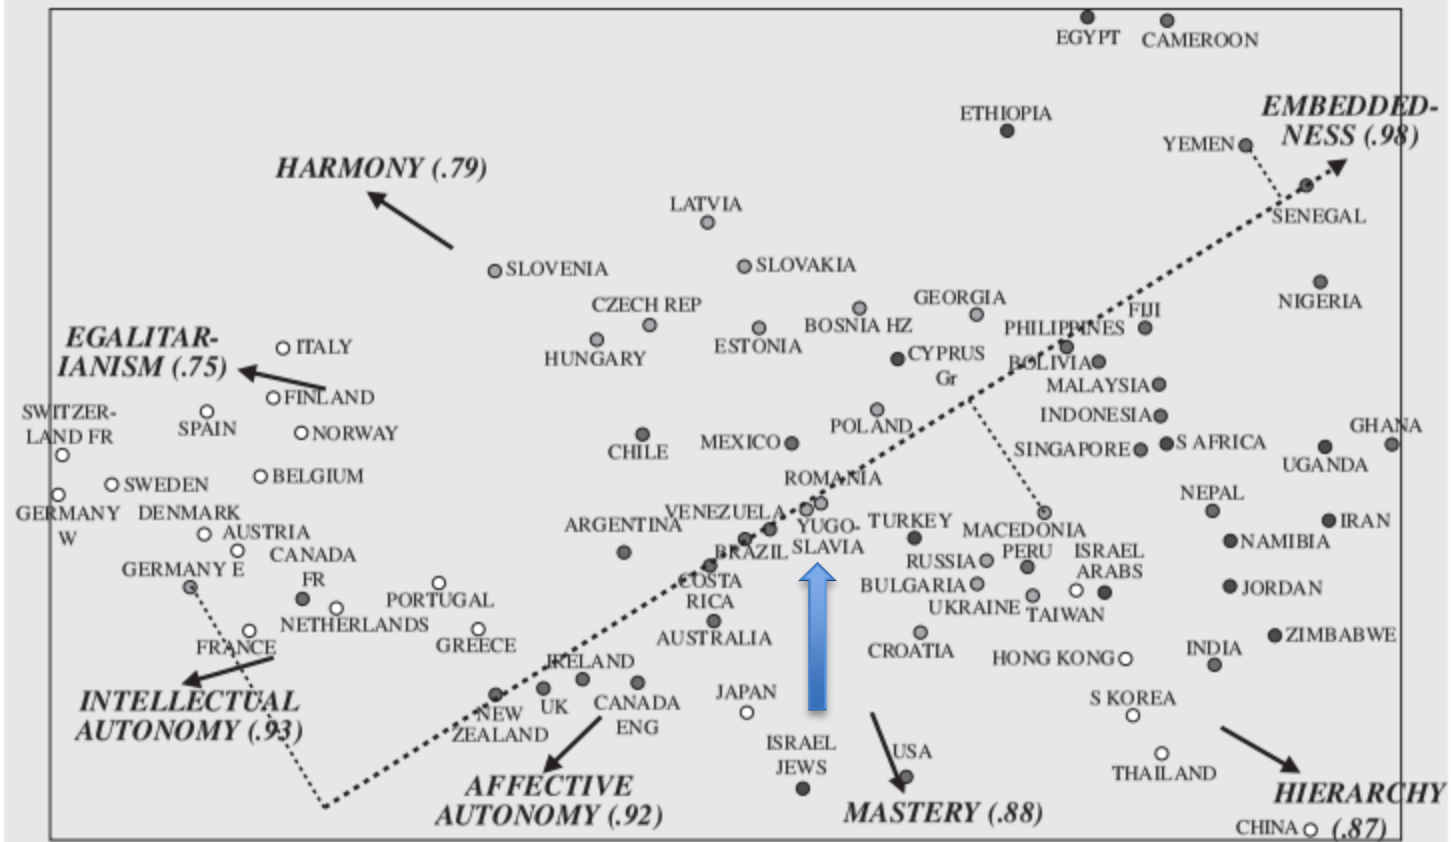 EGYPT
CAMEROON
EMBEDDED-
NESS (.98)
ETHIOPIA
YEMEN
HARMONY (.79)
LATVIA
SENEGAL
SLOVENIA
SLOVAKIA
CZECH REP
GEORGIA
NIGERIA
BOSNIA HZ
FIJI
PHILIPPINES
EGALITAR-
IANISM (.75)
ITALY
HUNGARY
ESTONIA
CYPRUS
Gr
BOLIVIA
MALAYSIA
FINLAND
SWITZER-
LAND FR
SPAIN
NORWAY
POLAND
INDONESIA
GHANA
CHILE
MEXICO
SINGAPORE
S AFRICA
UGANDA
BELGIUM
SWEDEN
ROMANIA
NEPAL
GERMANY
W
DENMARK
VENEZUELA
YUGO-
SLAVIA
TURKEY
MACEDONIA
IRAN
ARGENTINA
AUSTRIA
NAMIBIA
BRAZIL
CANADA
FR
RUSSIA
PERU
ISRAEL
ARABS
GERMANY E
COSTA
RICA
BULGARIA
JORDAN
PORTUGAL
UKRAINE
TAIWAN
NETHERLANDS
AUSTRALIA
ZIMBABWE
FRANCE
GREECE
CROATIA
HONG KONG
INDIA
IRELAND
INTELLECTUAL
AUTONOMY (.93)
NEW
ZEALAND
UK
CANADA
ENG
JAPAN
S KOREA
ISRAEL
JEWS
USA
THAILAND
AFFECTIVE
AUTONOMY (.92)
MASTERY (.88)
HIERARCHY
(.87)
CHINA